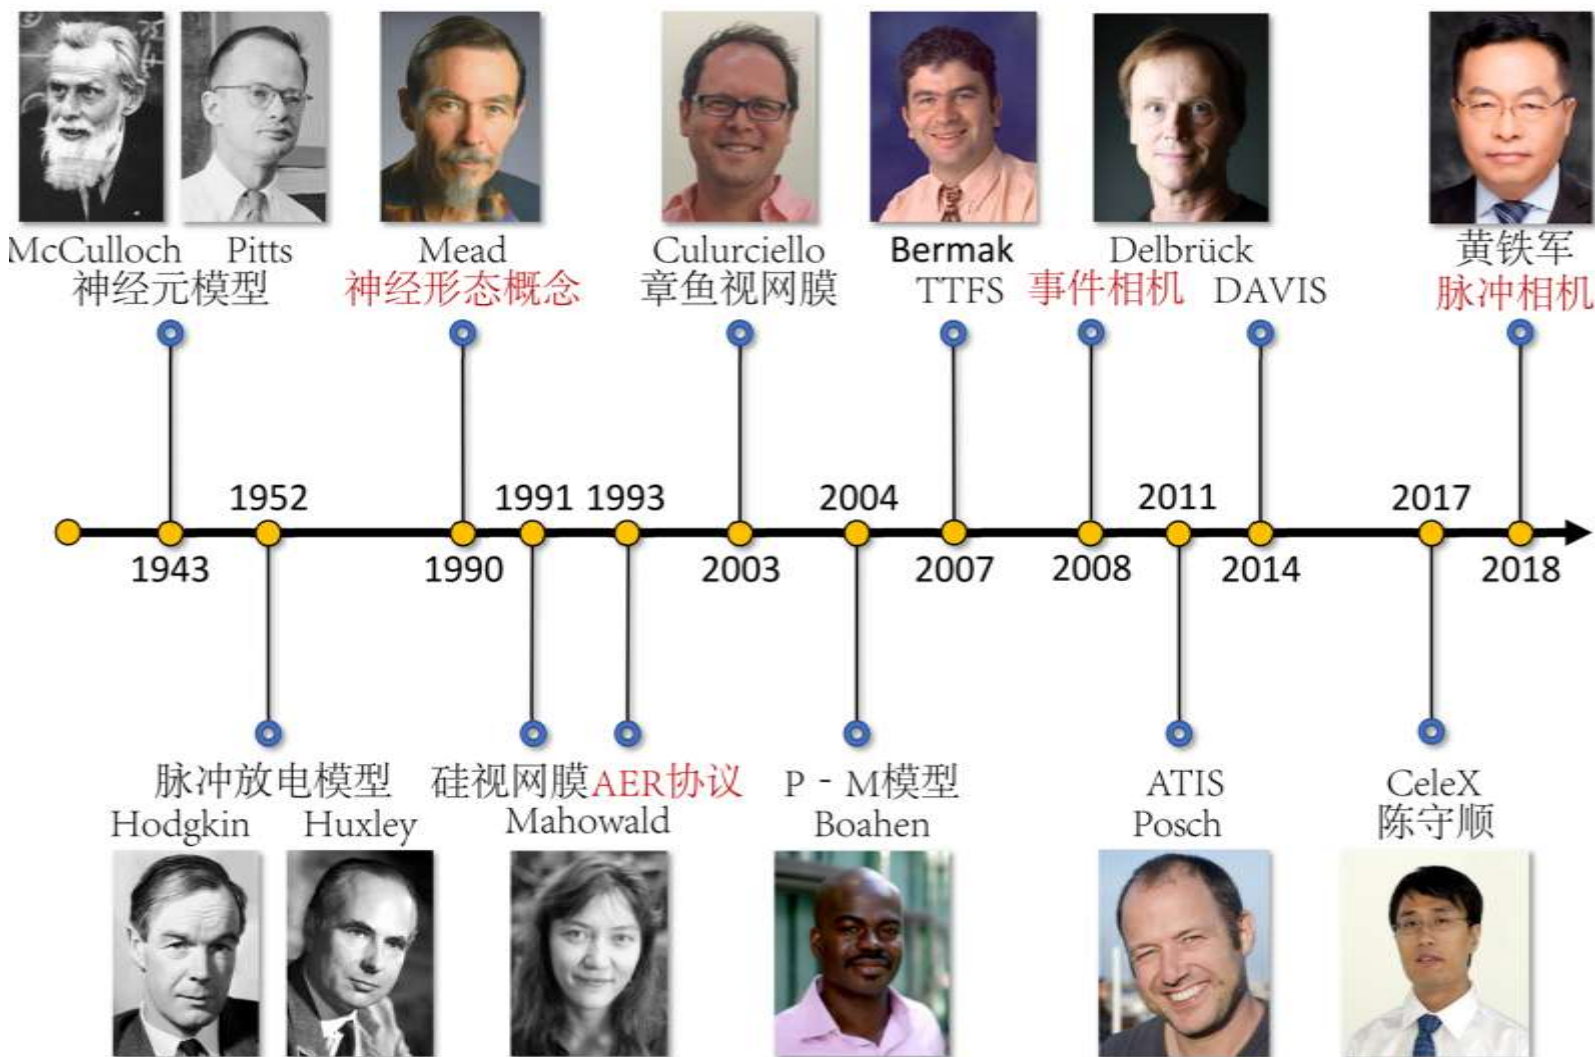 McCulloch Pitts Mead Culurciello Bermak Delbrück 黄铁军
神经元模型 神经形态概念 章鱼视网膜 TTFS 事件相机 DAVIS 脉冲相机
1952 1991 1993 2004 2011 2017
1943 1990 2003 2007 2008 2014 2018
脉冲放电模型 硅视网膜 AER协议 P - M模型 ATIS CeleX
Hodgkin Huxley Mahowald Boahen Posch 陈守顺